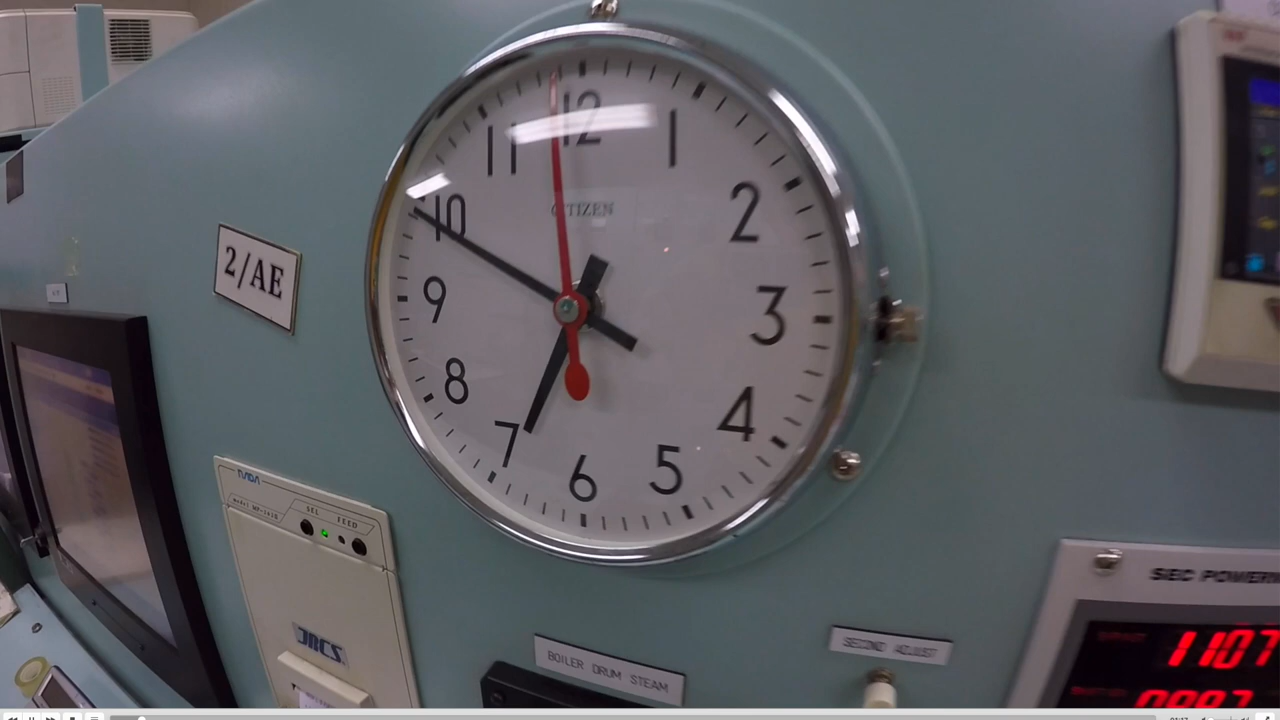 12
1
2
3
4
5
6
7
8
9
10
11
CITIZEN
2/AE
SEL
FEED
JRCS
BOILER DRUM STEAM
SECOND ADJUST
SEC POWER
1107